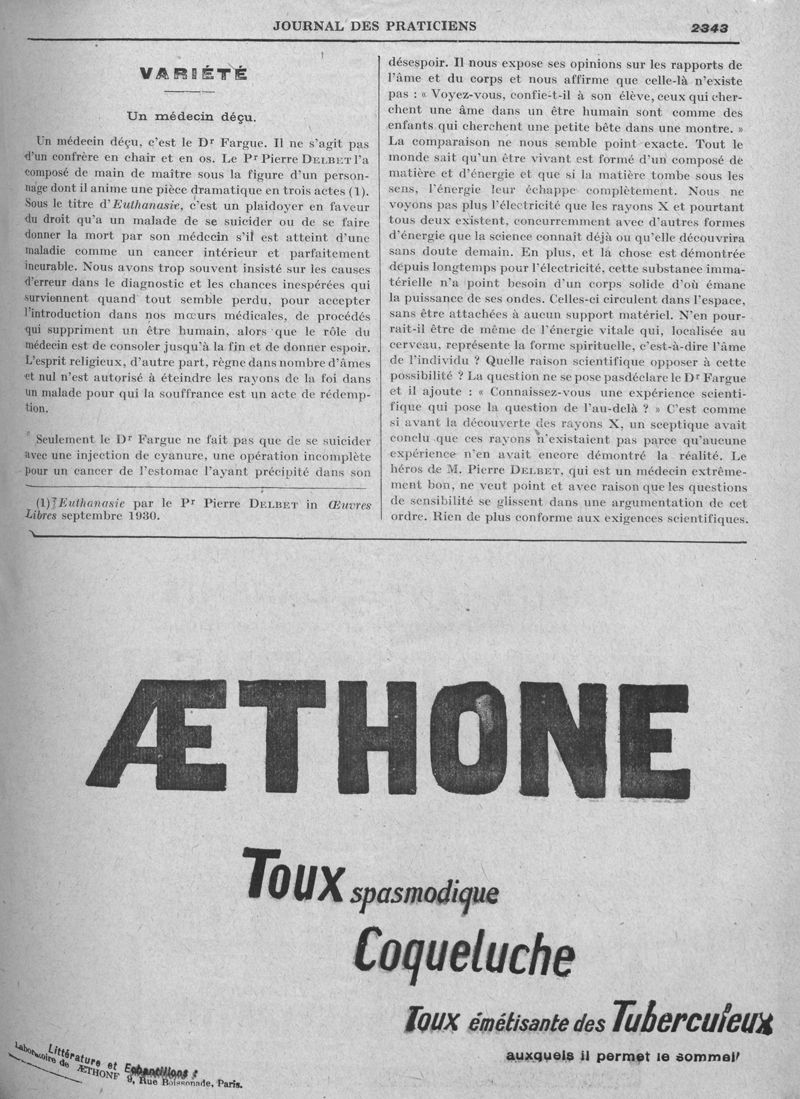 JOURNAL DES PRATICIENS
2343
VARIÉTÉ
Un médecin déçu.
Un médecin déçu, c'est le Dr Fargue. Il ne s'agit pas
d'un confrère en chair et en os. Le Pr Pierre DELBET l'a
composé de main de maître sous la figure d'un person-
nage dont il anime une pièce dramatique en trois actes (1).
Sous le titre d'Euthanasie, c'est un plaidoyer en faveur
du droit qu'a un malade de se suicider ou de se faire
donner la mort par son médecin s'il est atteint d'une
maladie comme un cancer intérieur et parfaitement
incurable. Nous avons trop souvent insisté sur les causes
d'erreur dans le diagnostic et les chances inespérées qui
surviennent quand tout semble perdu, pour accepter
l'introduction dans nos mœurs médicales, de procédés
qui suppriment un être humain, alors que le rôle du
médecin est de consoler jusqu'à la fin et de donner espoir.
L'esprit religieux, d'autre part, règne dans nombre d'âmes
et nul n'est autorisé à éteindre les rayons de la foi dans
un malade pour qui la souffrance est un acte de rédemp-
tion.
Seulement le Dr Fargue ne fait pas que de se suicider
avec une injection de cyanure, une opération incomplète
pour un cancer de l'estomac l'ayant précipité dans son
(1) Euthanasie par le Pr Pierre DELBET in Œuvres
Libres septembre 1930.
désespoir. Il nous expose ses opinions sur les rapports de
l'âme et du corps et nous affirme que celle-là n'existe
pas : « Voyez-vous, confie-t-il à son élève, ceux qui cher-
chent une âme dans un être humain sont comme des
enfants qui cherchent une petite bête dans une montre. »
La comparaison ne nous semble point exacte. Tout le
monde sait qu'un être vivant est formé d'un composé de
matière et d'énergie et que si la matière tombe sous les
sens, l'énergie leur échappe complètement. Nous ne
voyons pas plus l'électricité que les rayons X et pourtant
tous deux existent, concurremment avec d'autres formes
d'énergie que la science connaît déjà ou qu'elle découvrira
sans doute demain. En plus, et la chose est démontrée
depuis longtemps pour l'électricité, cette substance imma-
térielle n'a point besoin d'un corps solide d'où émane
la puissance de ses ondes. Celles-ci circulent dans l'espace,
sans être attachées à aucun support matériel. N'en pour-
rait-il être de même de l'énergie vitale qui, localisée au
cerveau, représente la forme spirituelle, c'est-à-dire l'âme
de l'individu ? Quelle raison scientifique opposer à cette
possibilité ? La question ne se pose pasdéclare le Dr Fargue
et il ajoute : « Connaissez-vous une expérience scienti-
fique qui pose la question de l'au-delà ? » C'est comme
si avant la découverte des rayons X, un sceptique avait
conclu que ces rayons n'existaient pas parce qu'aucune
expérience n'en avait encore démontré la réalité. Le
héros de M. Pierre DELBET, qui est un médecin extrême-
ment bon, ne veut point et avec raison que les questions
de sensibilité se glissent dans une argumentation de cet
ordre. Rien de plus conforme aux exigences scientifiques.
ÆTHONE
Toux spasmodique
Coqueluche
Toux émétisante des Tuberculeux
auxquels il permet le sommeil
Littérature et Echantillons :
Laboratoire de ÆTHONE
9, Rue Boissonade, Paris.